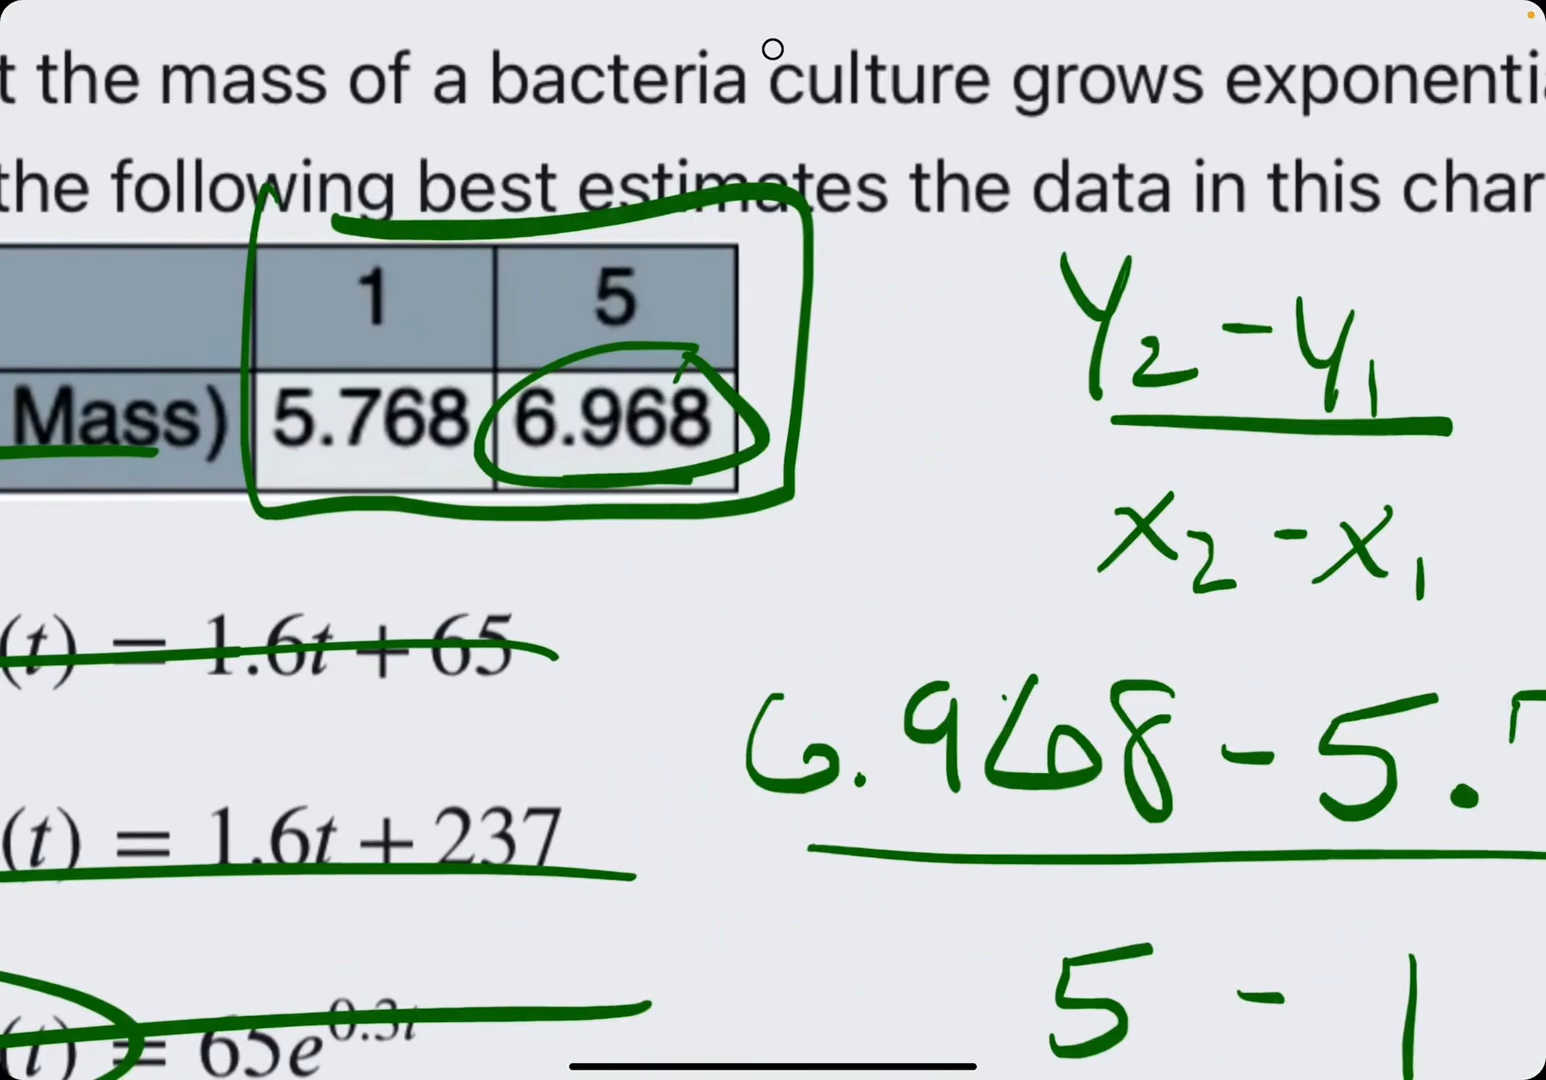 t the mass of a bacteria culture grows exponenti
the following best estimates the data in this char
1 5
Mass) 5.768 6.968
y₂ - y₁
x₂ - x₁
(t) = 1.6t + 65
6.968 - 5.
(t) = 1.6t + 237
5 - 1
(t) = 65e^0.3t